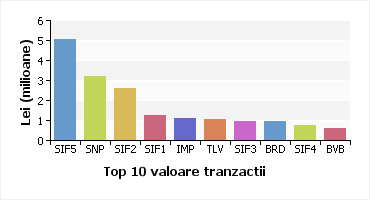 Lei (milioane)
6
5
4
3
2
1
0
SIF5 SNP SIF2 SIF1 IMP TLV SIF3 BRD SIF4 BVB
Top 10 valoare tranzactii